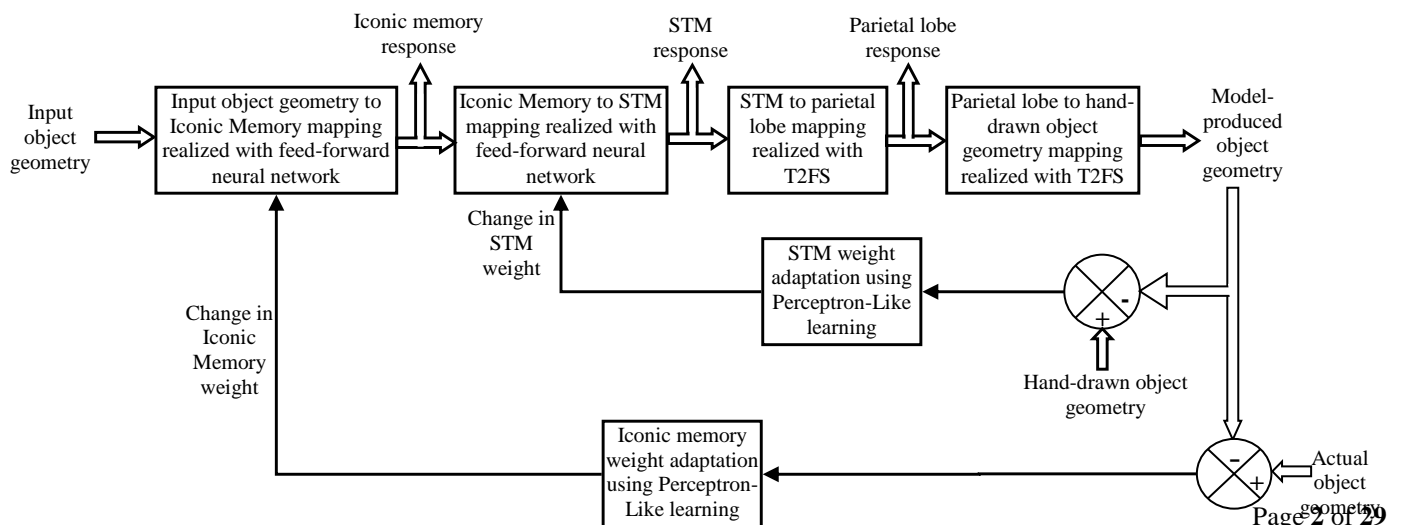 Iconic memory
response
STM
response
Parietal lobe
response
Input
object
geometry
Input object geometry to
Iconic Memory mapping
realized with feed-forward
neural network
Iconic Memory to STM
mapping realized with
feed-forward neural
network
STM to parietal
lobe mapping
realized with
T2FS
Parietal lobe to hand-
drawn object
geometry mapping
realized with T2FS
Model-
produced
object
geometry
Change in
STM
weight
STM weight
adaptation using
Perceptron-Like
learning
-
+
Hand-drawn object
geometry
Change in
Iconic
Memory
weight
Iconic memory
weight adaptation
using Perceptron-
Like learning
-
+
Actual
object
geometry
Page 2 of 29